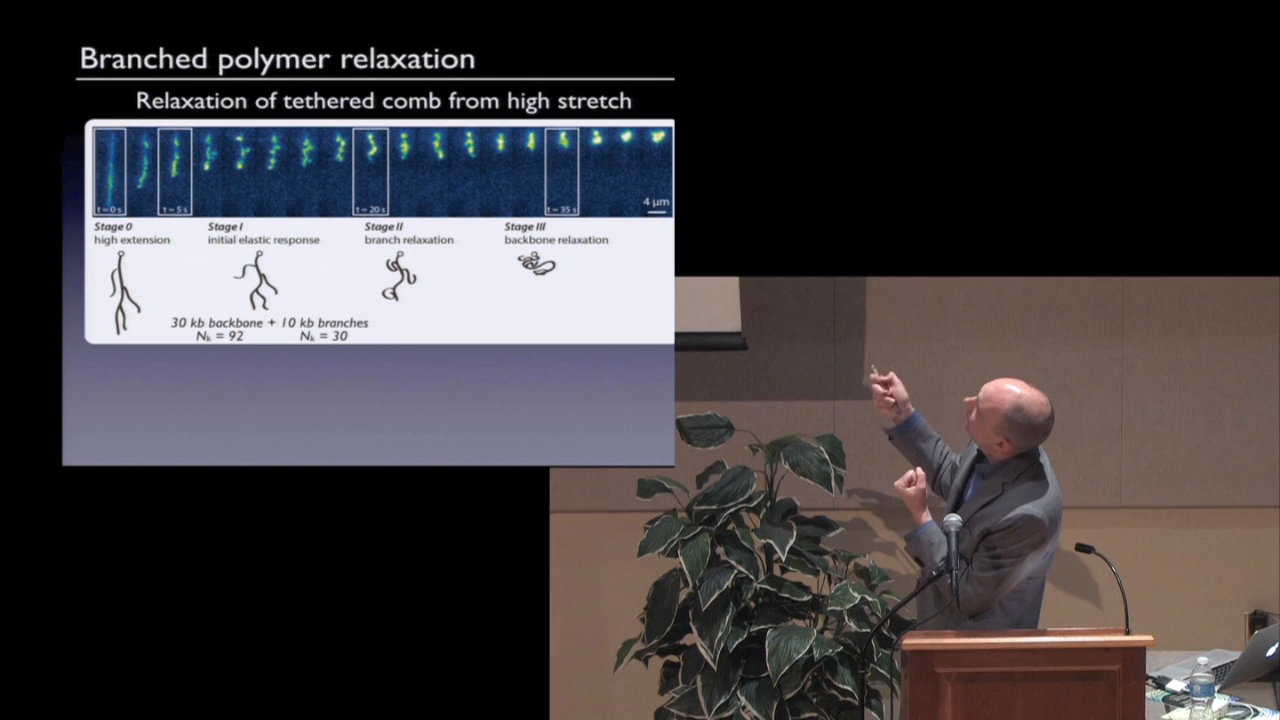 Branched polymer relaxation
Relaxation of tethered comb from high stretch
t = 0 s
t = 5 s
t = 20 s
t = 35 s
4 μm
Stage 0
high extension
Stage I
initial elastic response
Stage II
branch relaxation
Stage III
backbone relaxation
30 kb backbone + 10 kb branches
Nₖ = 92
Nₖ = 30